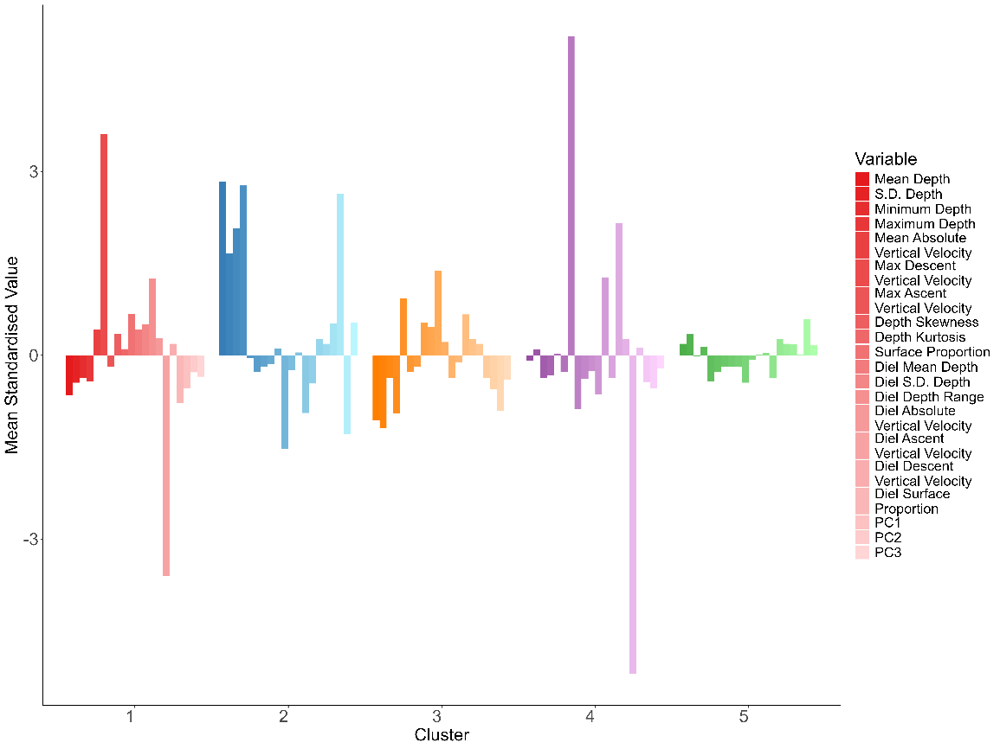 Mean Standardised Value
3
0
-3
1
2
3
4
5
Cluster
Variable
Mean Depth
S.D. Depth
Minimum Depth
Maximum Depth
Mean Absolute
Vertical Velocity
Max Descent
Vertical Velocity
Max Ascent
Vertical Velocity
Depth Skewness
Depth Kurtosis
Surface Proportion
Diel Mean Depth
Diel S.D. Depth
Diel Depth Range
Diel Absolute
Vertical Velocity
Diel Ascent
Vertical Velocity
Diel Descent
Vertical Velocity
Diel Surface
Proportion
PC1
PC2
PC3